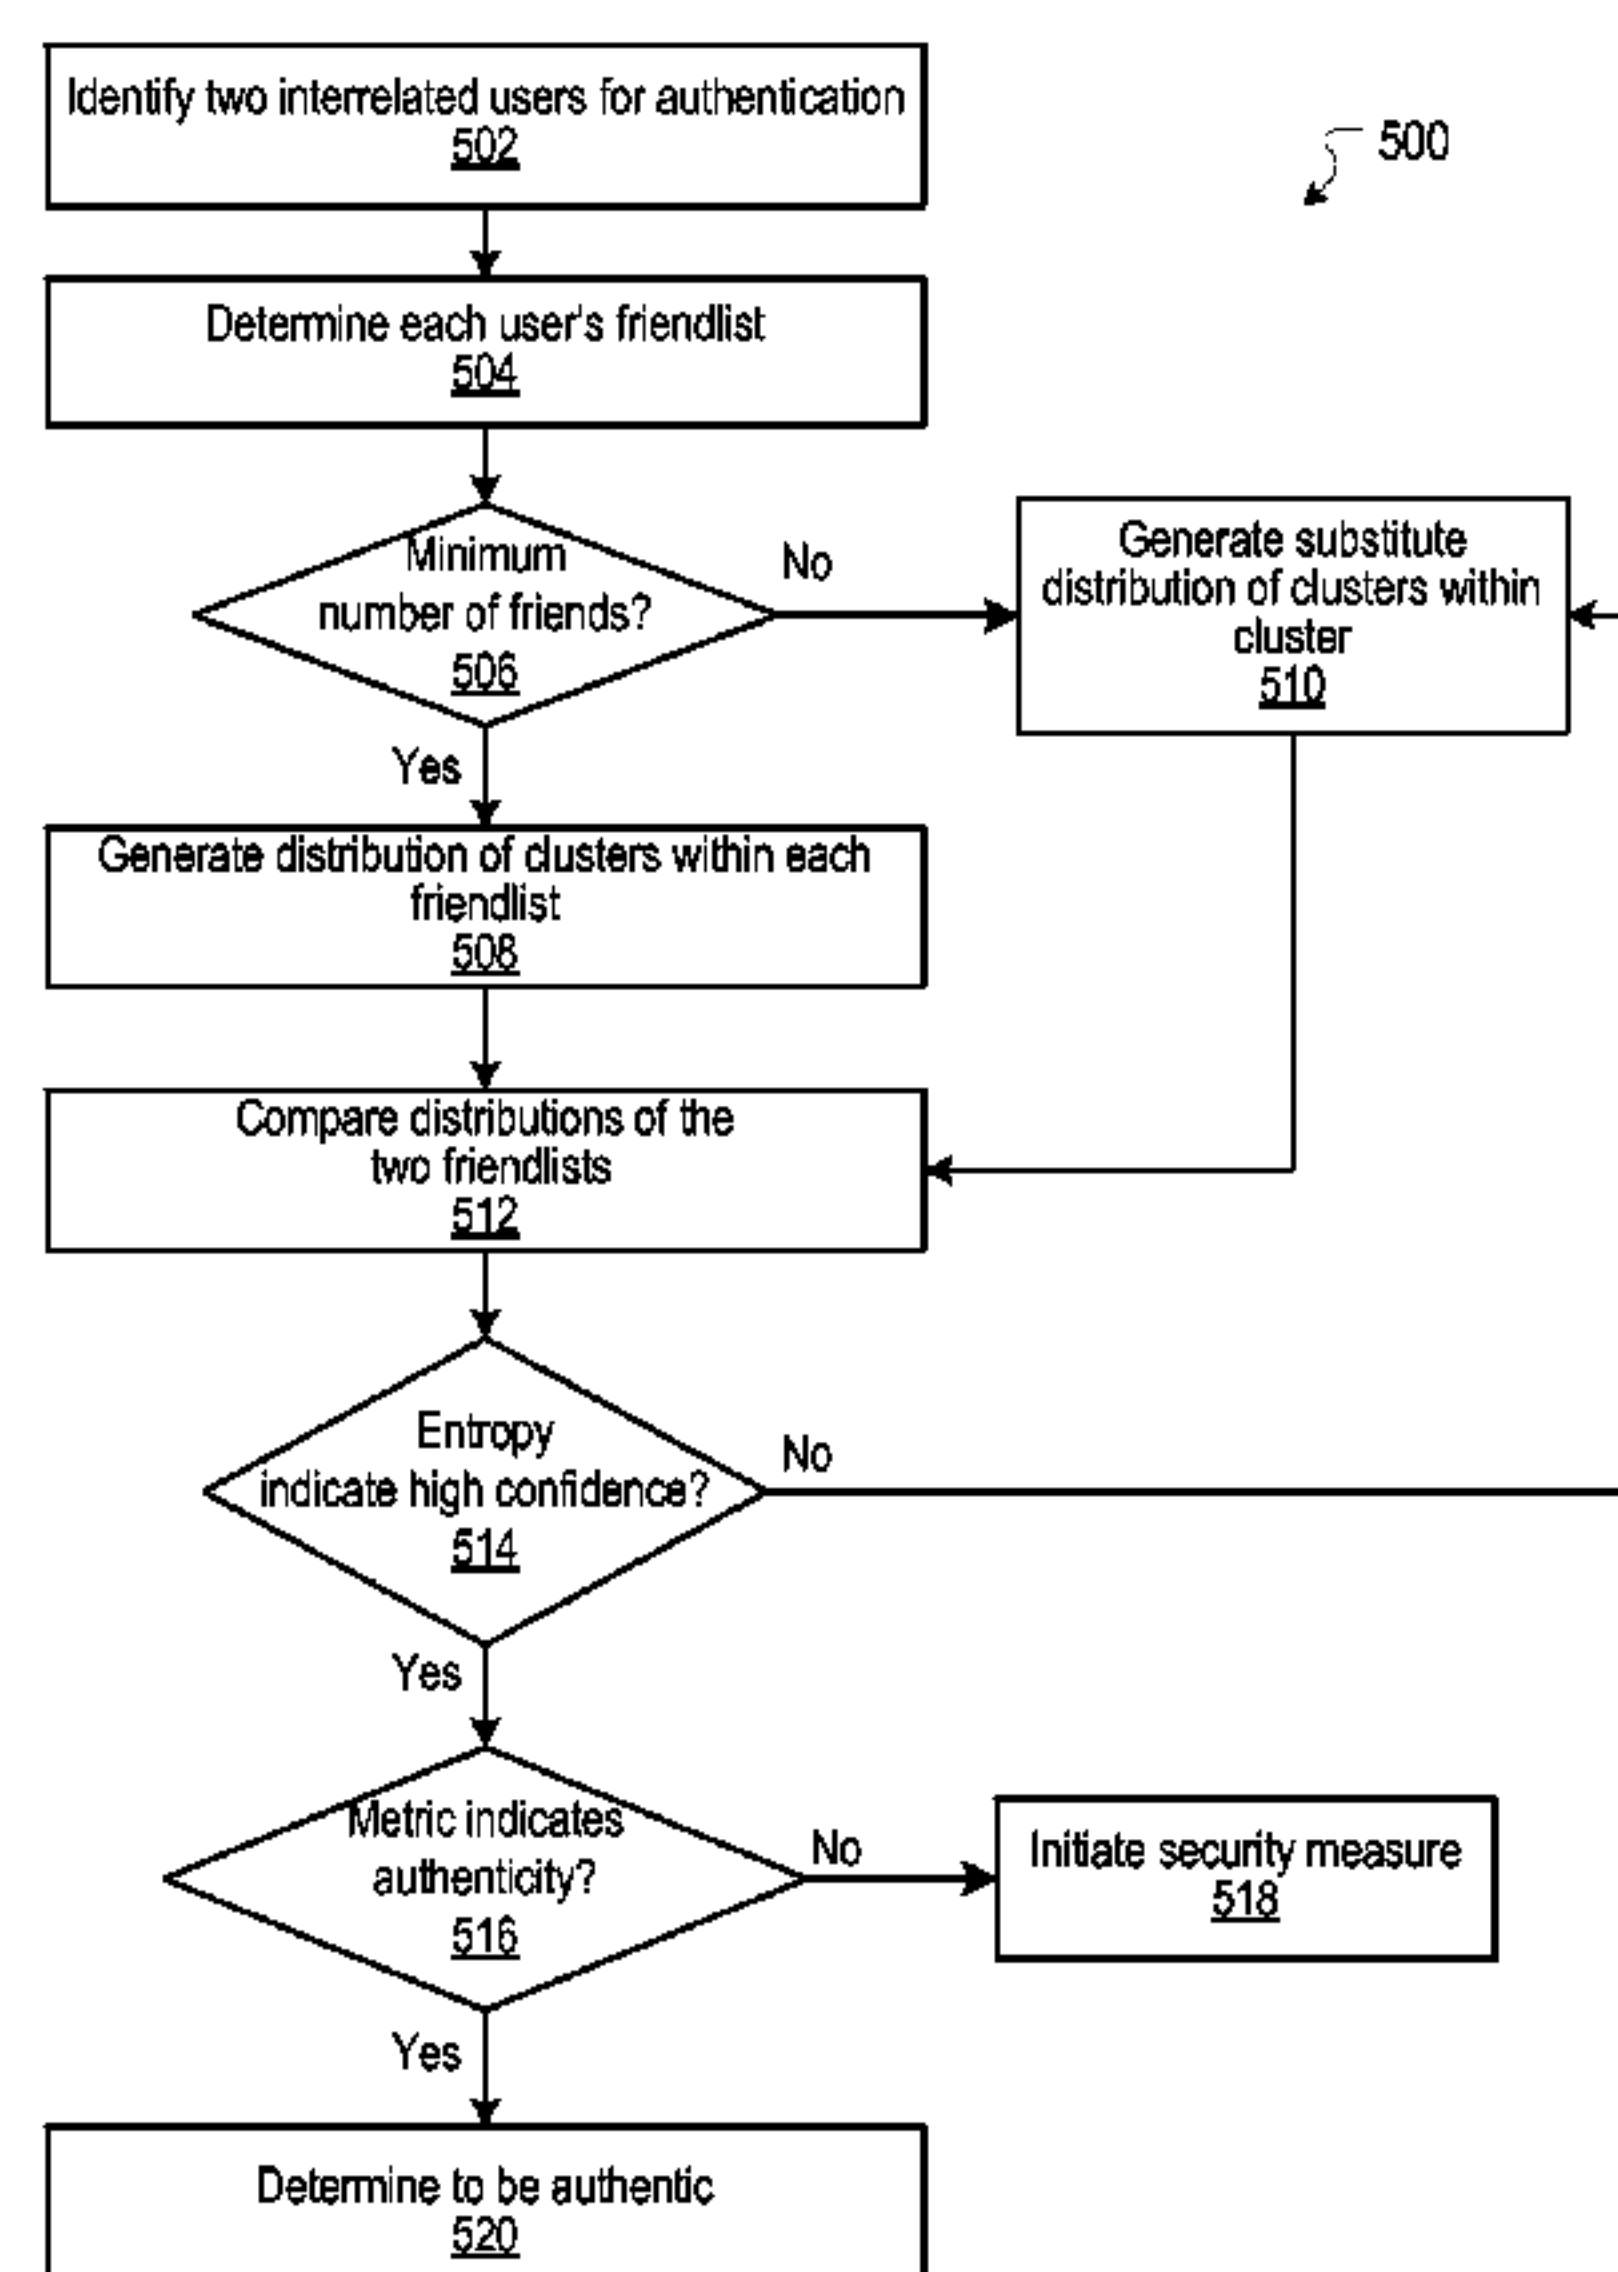 Identify two interrelated users for authentication
502
500
Determine each user's friendlist
504
Minimum
number of friends?
506
No
Generate substitute
distribution of clusters within
cluster
510
Yes
Generate distribution of clusters within each
friendlist
508
Compare distributions of the
two friendlists
512
Entropy
indicate high confidence?
514
No
Yes
Metric indicates
authenticity?
516
No
Initiate security measure
518
Yes
Determine to be authentic
520